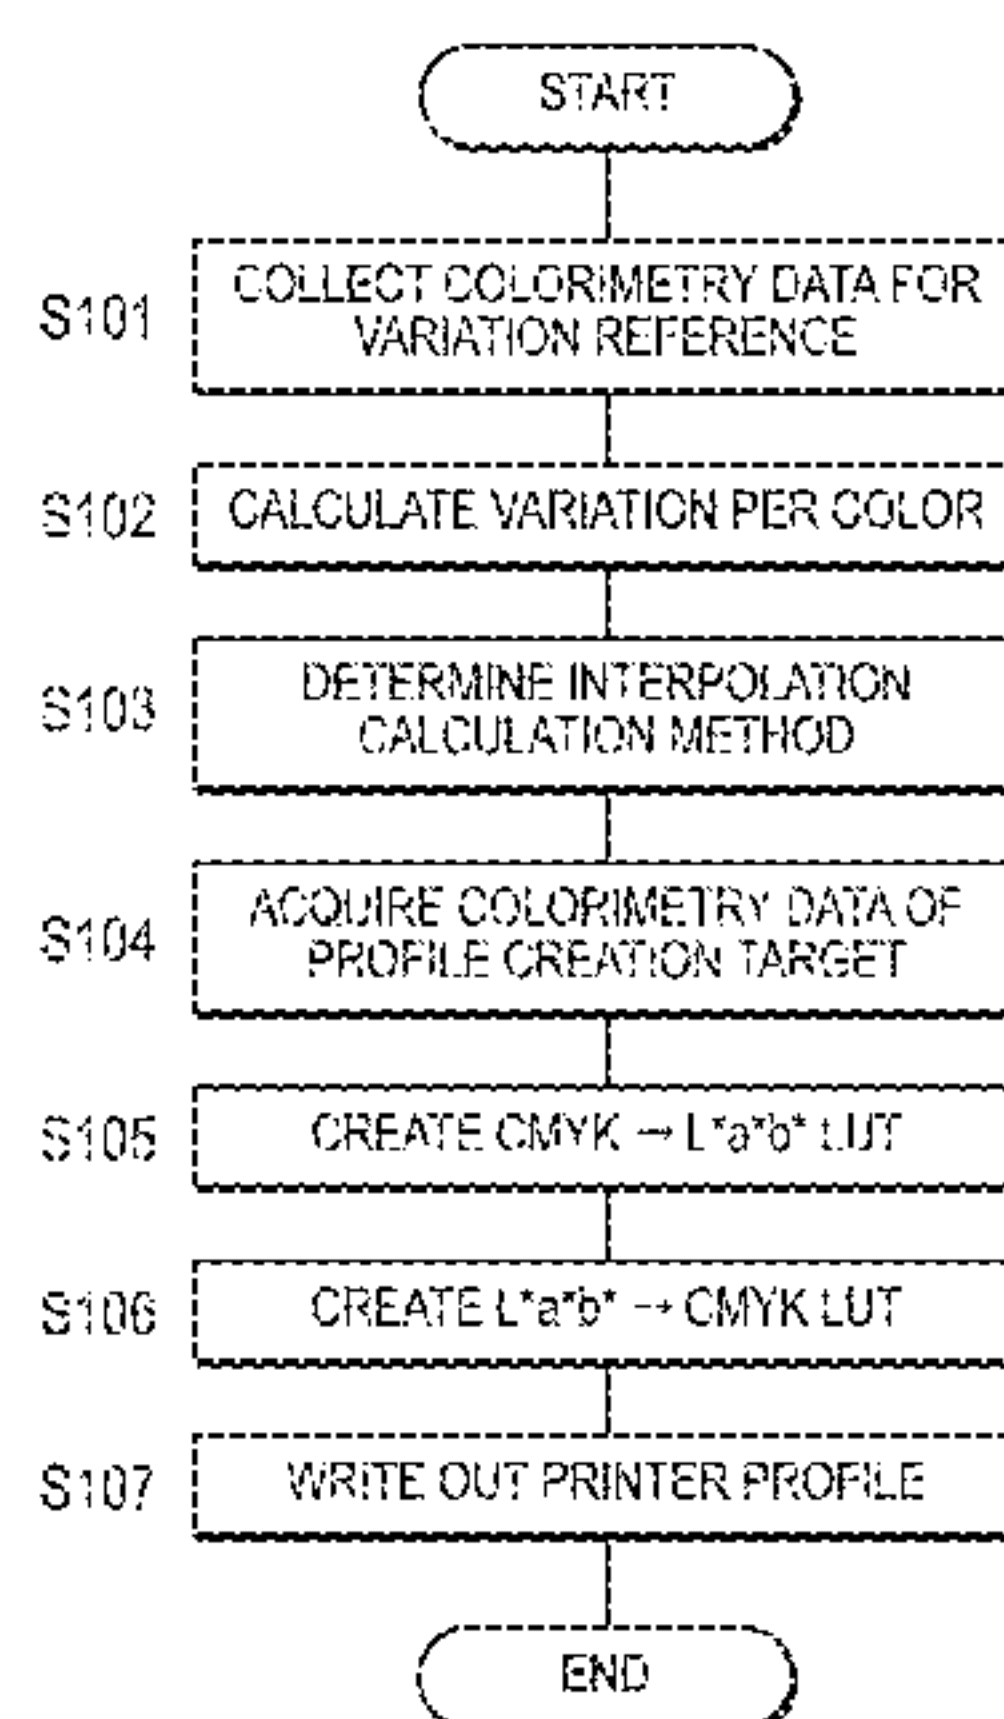 START
S101
COLLECT COLORIMETRY DATA FOR
VARIATION REFERENCE
S102
CALCULATE VARIATION PER COLOR
S103
DETERMINE INTERPOLATION
CALCULATION METHOD
S104
ACQUIRE COLORIMETRY DATA OF
PROFILE CREATION TARGET
S105
CREATE CMYK → L*a*b* LUT
S106
CREATE L*a*b* → CMYK LUT
S107
WRITE OUT PRINTER PROFILE
END